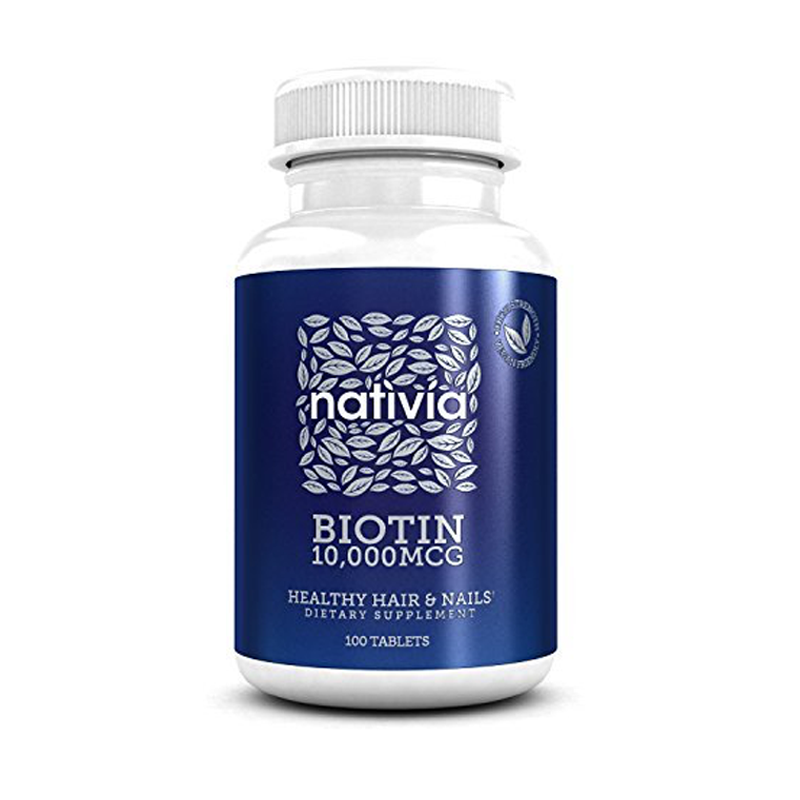 nativia
BIOTIN
10,000MCG
HEALTHY HAIR & NAILS†
DIETARY SUPPLEMENT
100 TABLETS